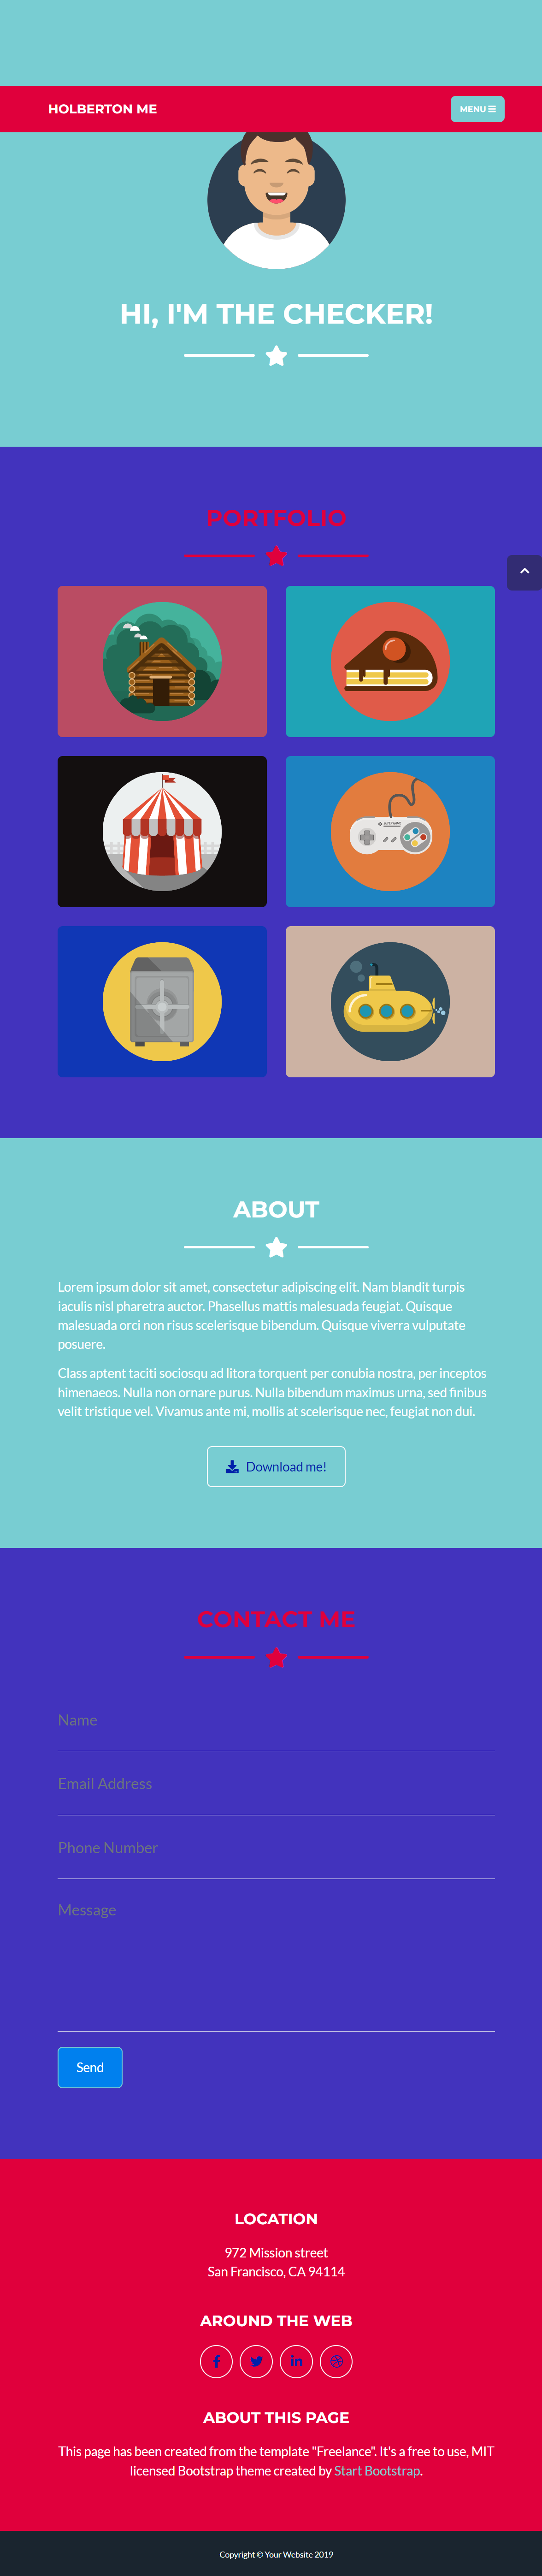 HOLBERTON ME
MENU
HI, I'M THE CHECKER!
PORTFOLIO
ABOUT
Lorem ipsum dolor sit amet, consectetur adipiscing elit. Nam blandit turpis
iaculis nisl pharetra auctor. Phasellus mattis malesuada feugiat. Quisque
malesuada orci non risus scelerisque bibendum. Quisque viverra vulputate
posuere.
Class aptent taciti sociosqu ad litora torquent per conubia nostra, per inceptos
himenaeos. Nulla non ornare purus. Nulla bibendum maximus urna, sed finibus
velit tristique vel. Vivamus ante mi, mollis at scelerisque nec, feugiat non dui.
Download me!
CONTACT ME
Name
Email Address
Phone Number
Message
Send
LOCATION
972 Mission street
San Francisco, CA 94114
AROUND THE WEB
ABOUT THIS PAGE
This page has been created from the template "Freelance". It's a free to use, MIT
licensed Bootstrap theme created by Start Bootstrap.
Copyright © Your Website 2019